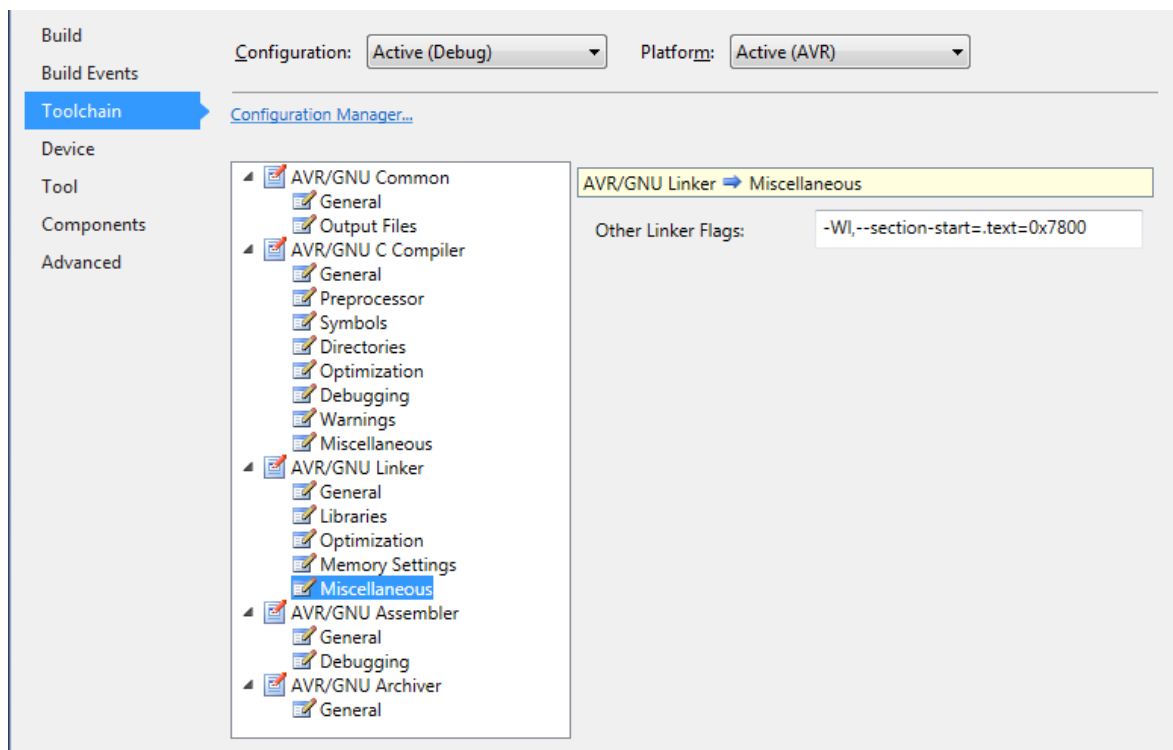 Build
Build Events
Toolchain
Device
Tool
Components
Advanced
Configuration: Active (Debug) Platform: Active (AVR)
Configuration Manager...
AVR/GNU Common
General
Output Files
AVR/GNU C Compiler
General
Preprocessor
Symbols
Directories
Optimization
Debugging
Warnings
Miscellaneous
AVR/GNU Linker
General
Libraries
Optimization
Memory Settings
Miscellaneous
AVR/GNU Assembler
General
Debugging
AVR/GNU Archiver
General
AVR/GNU Linker ➡ Miscellaneous
Other Linker Flags: -Wl,--section-start=.text=0x7800